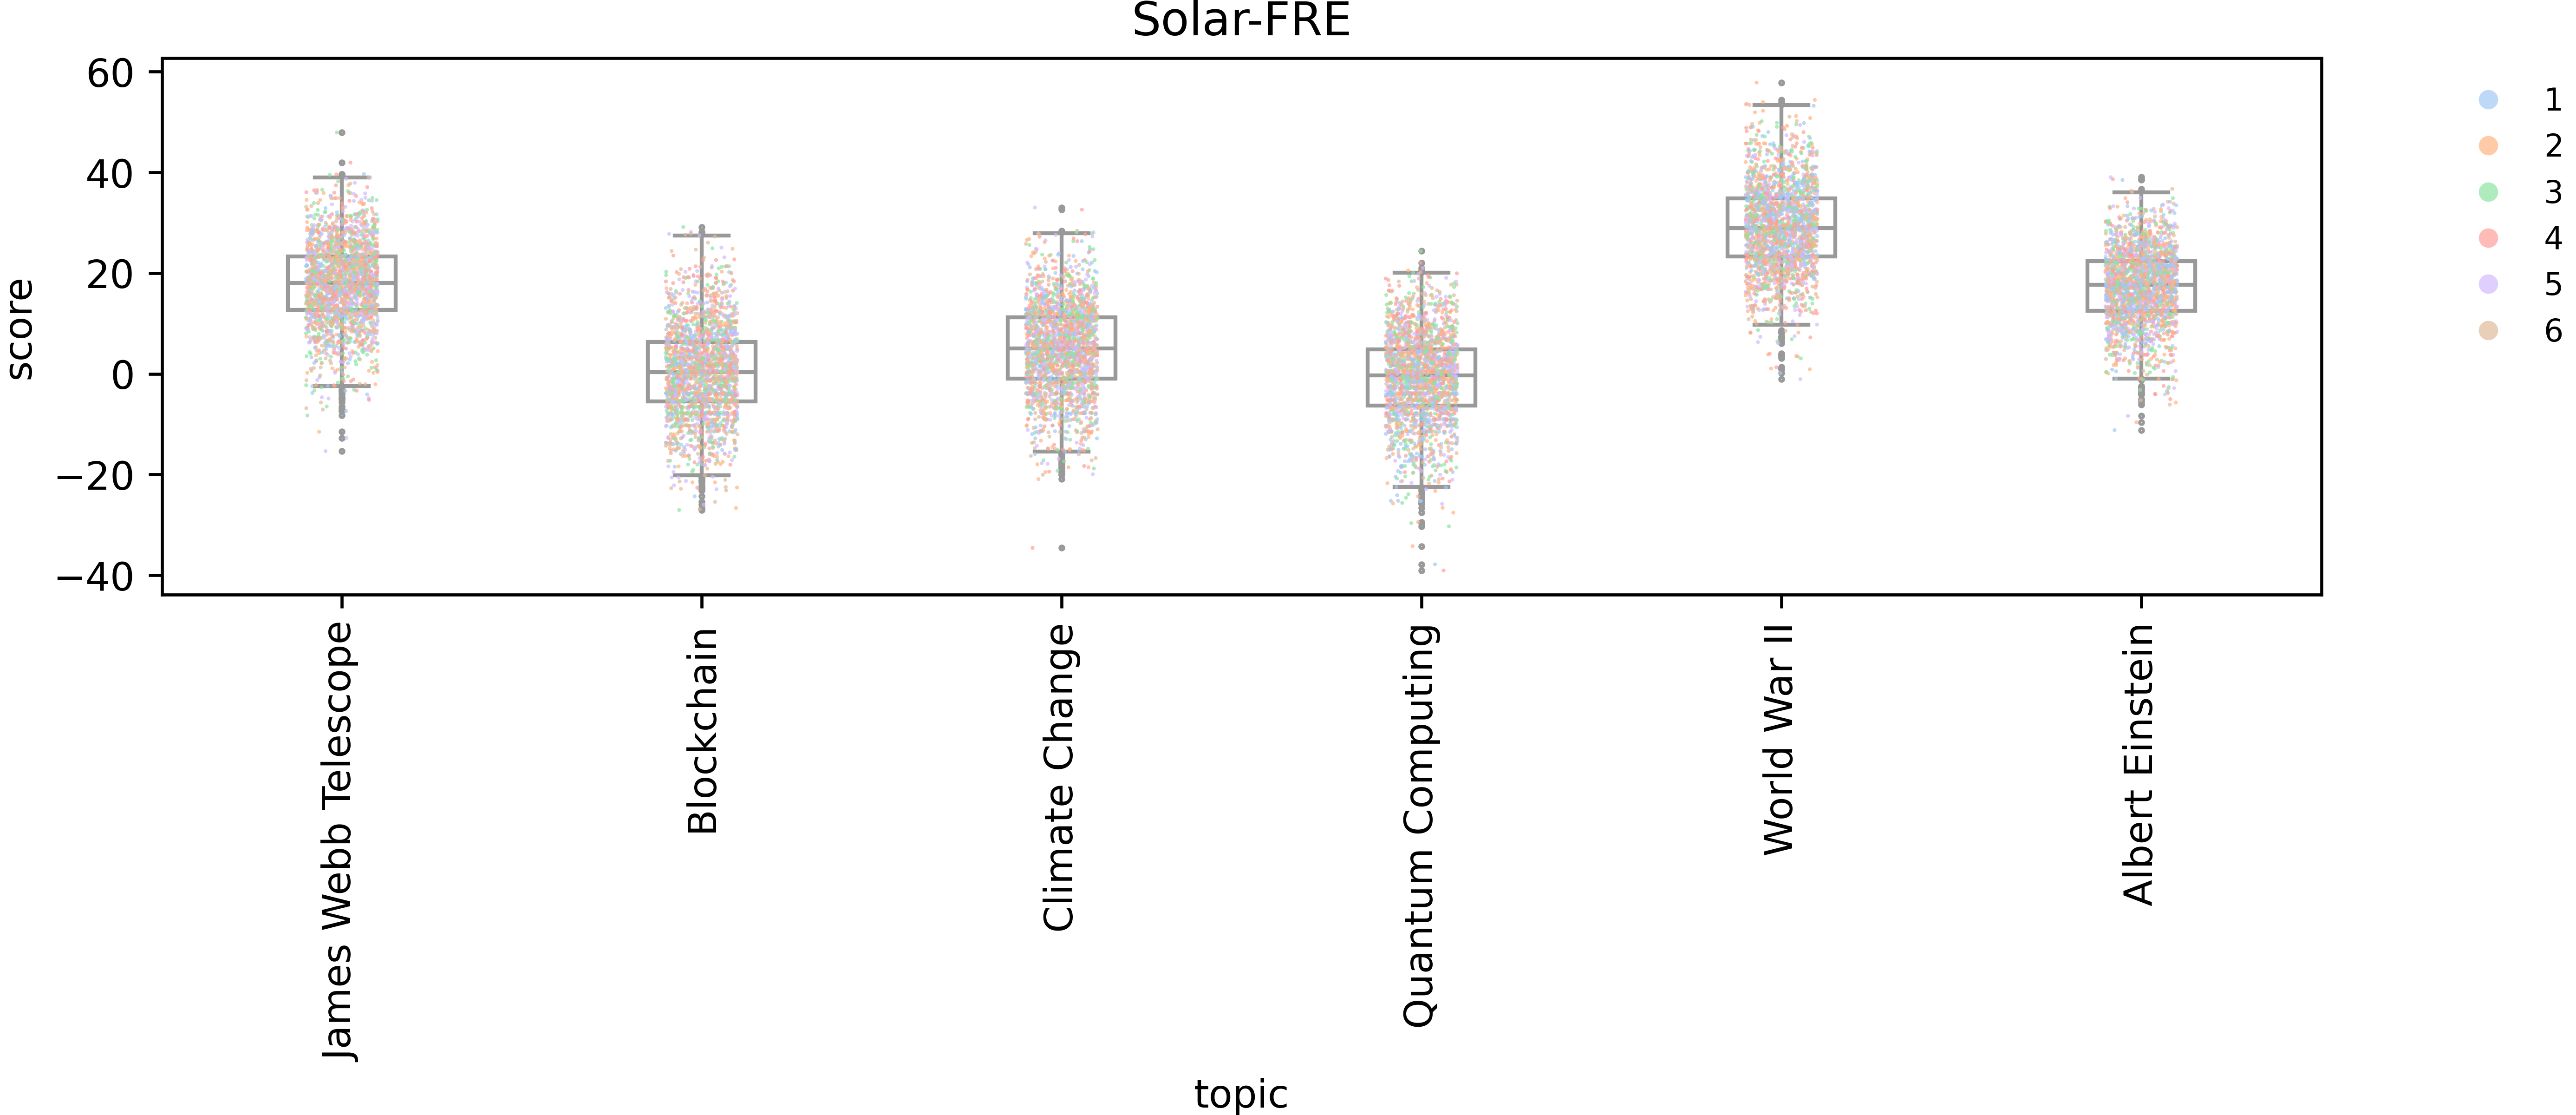 Solar-FRE
score
60
40
20
0
−20
−40
James Webb Telescope
Blockchain
Climate Change
Quantum Computing
World War II
Albert Einstein
topic
1
2
3
4
5
6